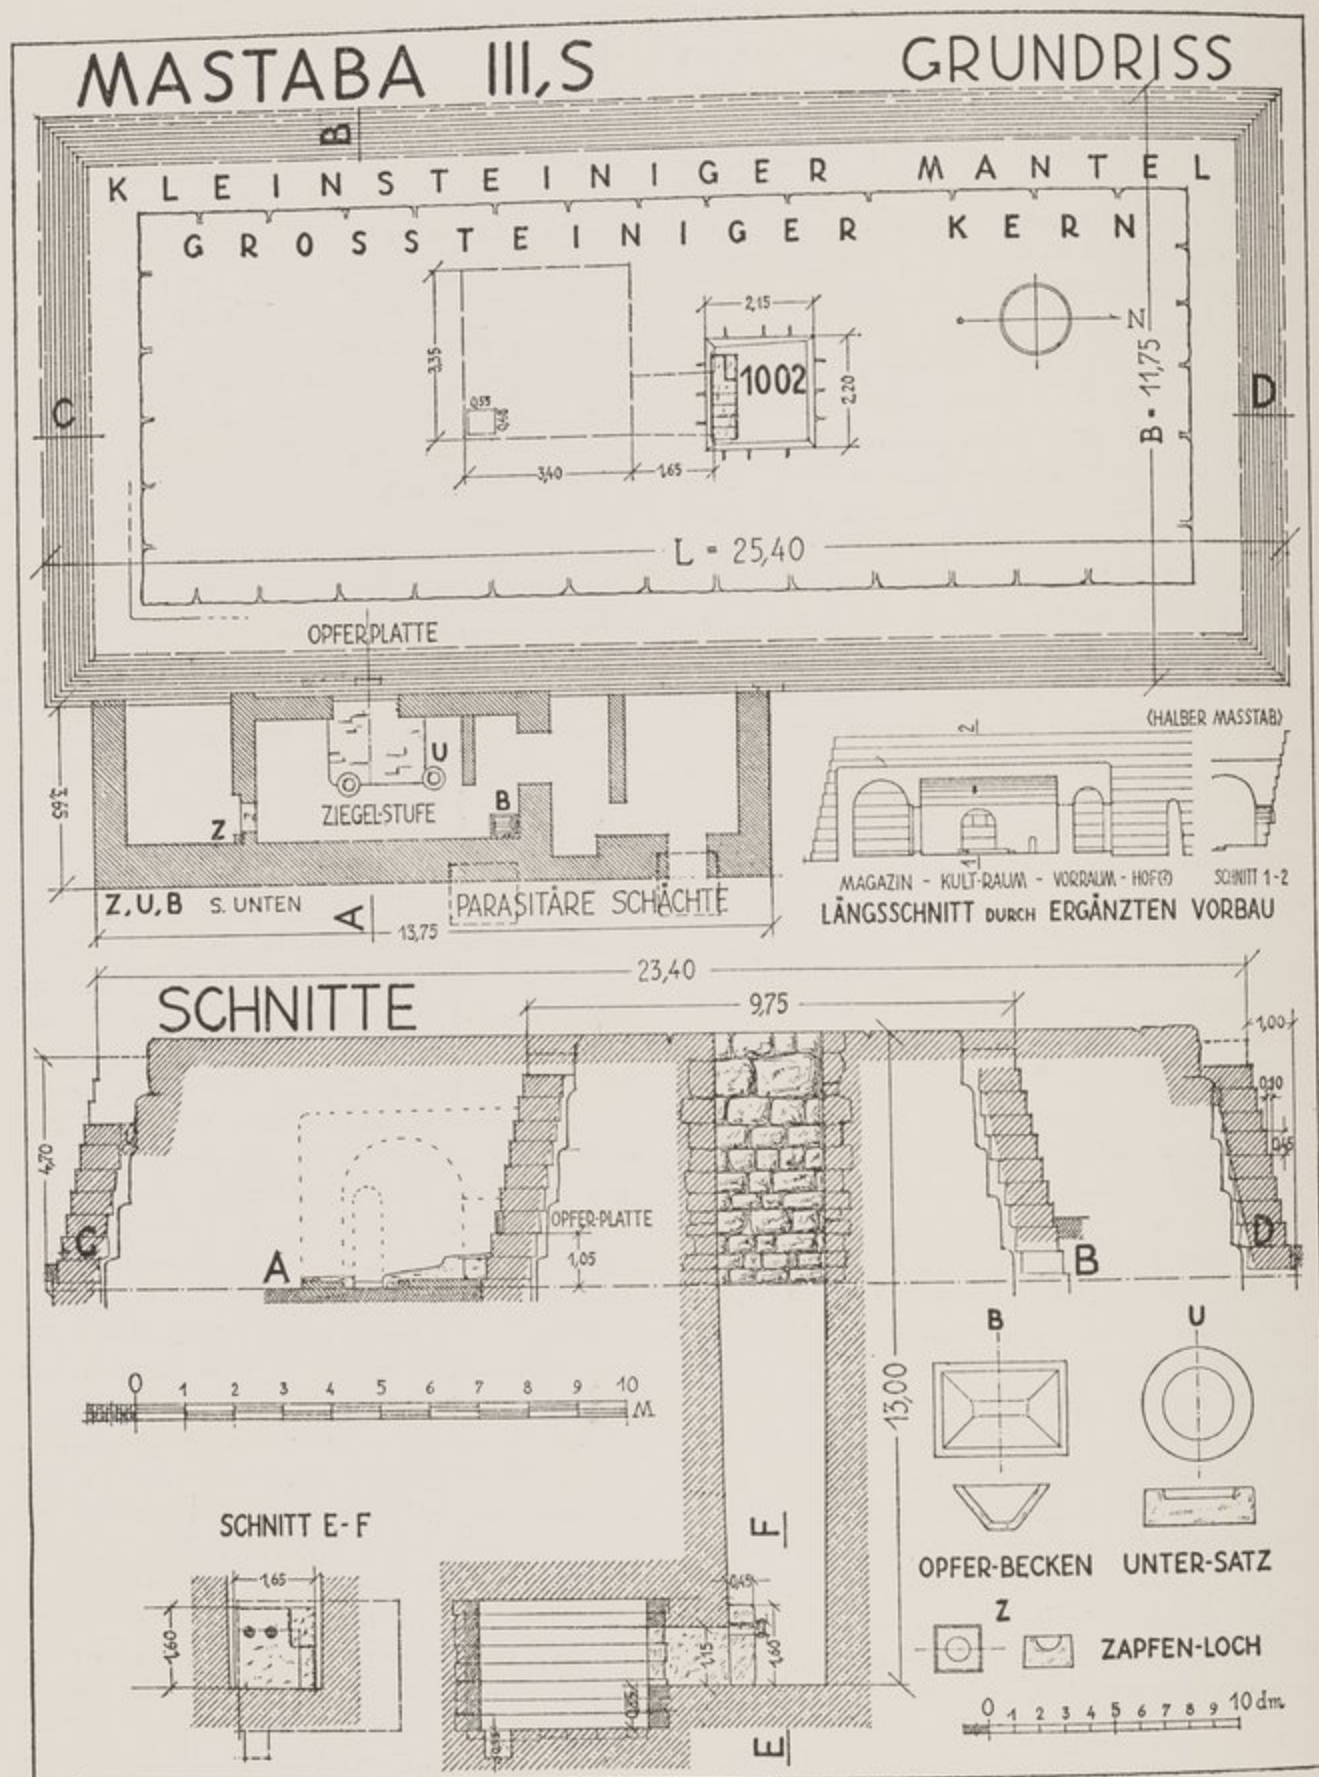 MASTABA III,S
GRUNDRISS
B
KLEINSTEINIGER MANTEL
GROSSTEINIGER KERN
2,15
N
3,35
1002
2,20
B = 11,75
C
D
0,55
3,40
1,65
L = 25,40
OPFERPLATTE
(HALBER MASSTAB)
2
U
3,65
ZIEGEL-STUFE
B
Z
1
MAGAZIN - KULT-RAUM - VORRAUM - HOF(?)
SCHNITT 1-2
Z, U, B S. UNTEN
A
PARASITÄRE SCHÄCHTE
LÄNGSSCHNITT DURCH ERGÄNZTEN VORBAU
13,75
23,40
SCHNITTE
9,75
1,00
0,10
4,70
0,45
OPFER-PLATTE
C
A
1,05
B
D
B
U
0 1 2 3 4 5 6 7 8 9 10
M
13,00
SCHNITT E-F
F
OPFER-BECKEN
UNTER-SATZ
1,65
0,45
Z
1,60
1,15
1,60
ZAPFEN-LOCH
0 1 2 3 4 5 6 7 8 9 10 dm
E